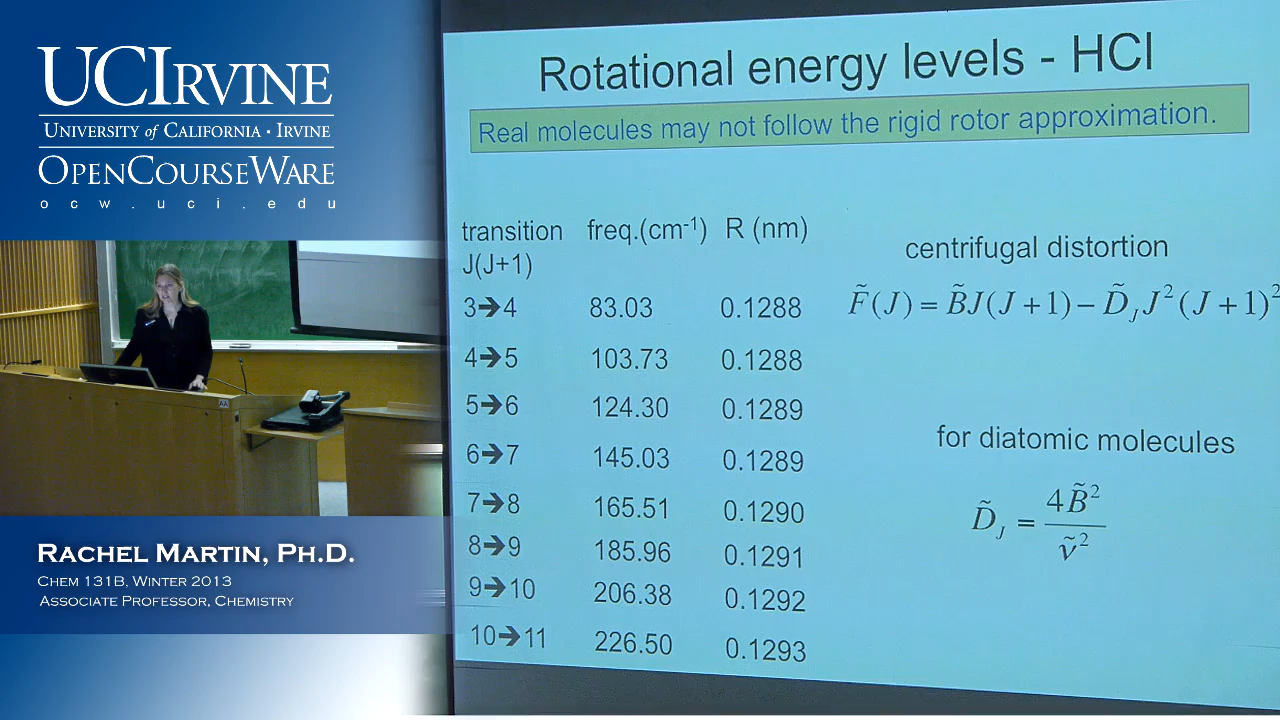 UCIRVINE
UNIVERSITY of CALIFORNIA • IRVINE
OPENCOURSEWARE
ocw.uci.edu
RACHEL MARTIN, PH.D.
CHEM 131B, WINTER 2013
ASSOCIATE PROFESSOR, CHEMISTRY
Rotational energy levels - HCl
Real molecules may not follow the rigid rotor approximation.
transition freq.(cm⁻¹) R (nm)
J(J+1)
3➔4 83.03 0.1288
4➔5 103.73 0.1288
5➔6 124.30 0.1289
6➔7 145.03 0.1289
7➔8 165.51 0.1290
8➔9 185.96 0.1291
9➔10 206.38 0.1292
10➔11 226.50 0.1293
centrifugal distortion
F̃(J) = B̃J(J+1) − D̃_J J²(J+1)²
for diatomic molecules
D̃_J = 4B̃² / ṽ²